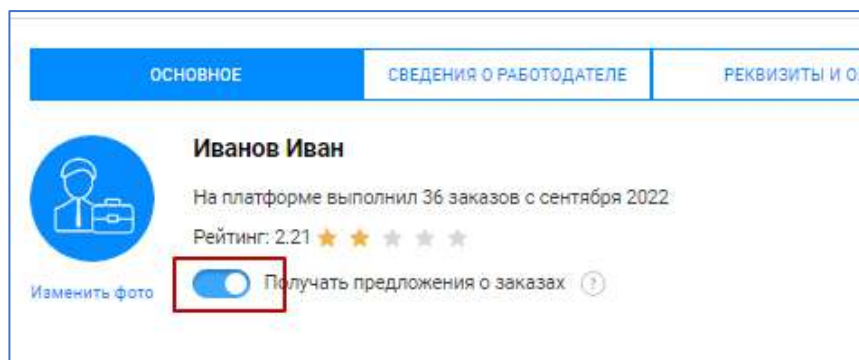 ОСНОВНОЕ
СВЕДЕНИЯ О РАБОТОДАТЕЛЕ
РЕКВИЗИТЫ И
Иванов Иван
На платформе выполнил 36 заказов с сентября 2022
Рейтинг: 2.21
Изменить фото
Получать предложения о заказах ?